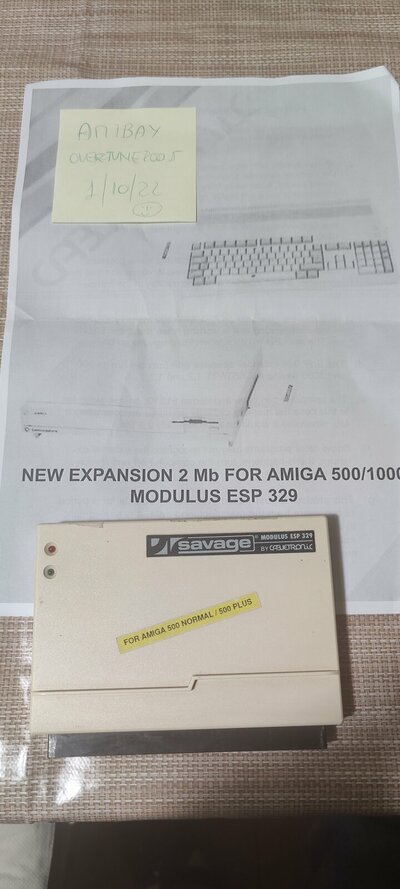 AMIBAY
OVERTUNE2005
1/10/22
NEW EXPANSION 2 Mb FOR AMIGA 500/1000
MODULUS ESP 329
savage
MODULUS ESP 329
BY CABLETRONIC
FOR AMIGA 500 NORMAL / 500 PLUS